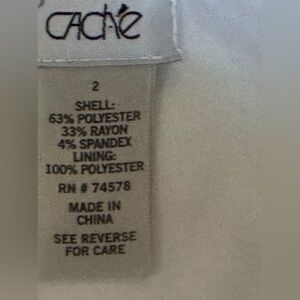 CACHÉ
2
SHELL:
63% POLYESTER
33% RAYON
4% SPANDEX
LINING:
100% POLYESTER
RN # 74578
MADE IN
CHINA
SEE REVERSE
FOR CARE